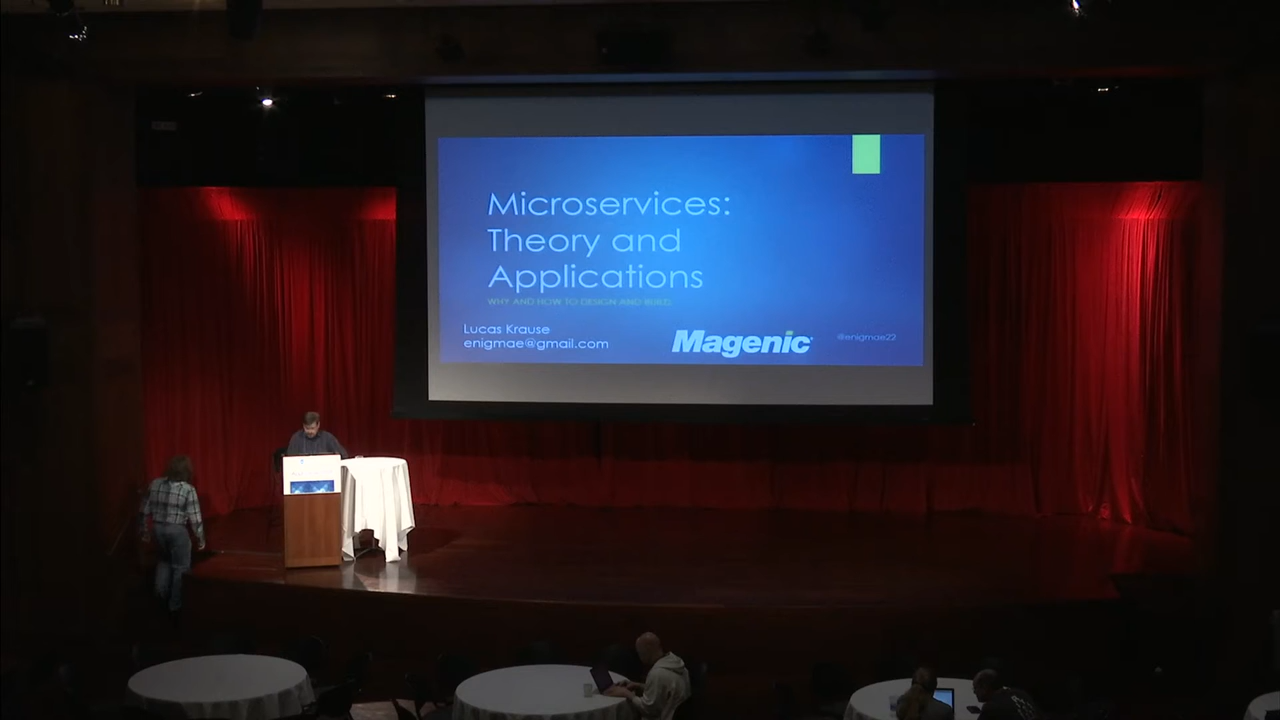 Microservices:
Theory and
Applications
WHY AND HOW TO DESIGN AND BUILD
Lucas Krause
enigmae@gmail.com
Magenic
@enigmae22